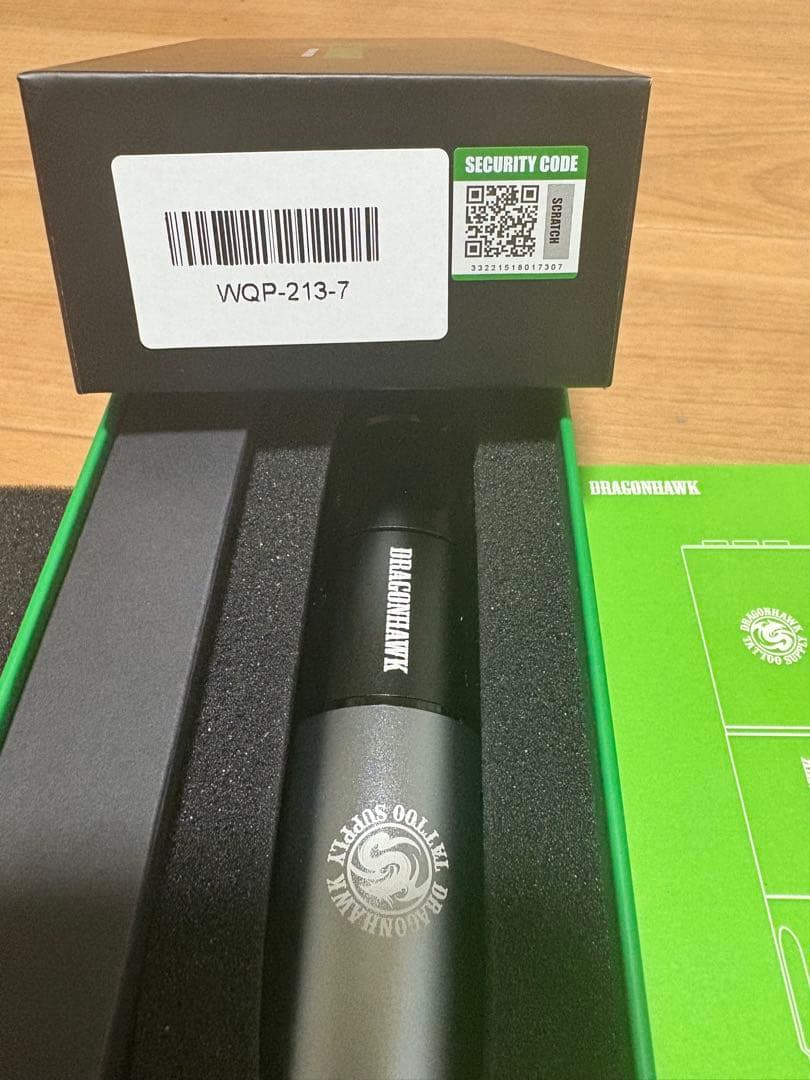 SECURITY CODE
SCRATCH
33221518017307
WQP-213-7
DRAGONHAWK
DRAGONHAWK
DRAGONHAWK TATTOO SUPPLY
DRAGONHAWK TATTOO SUPPLY